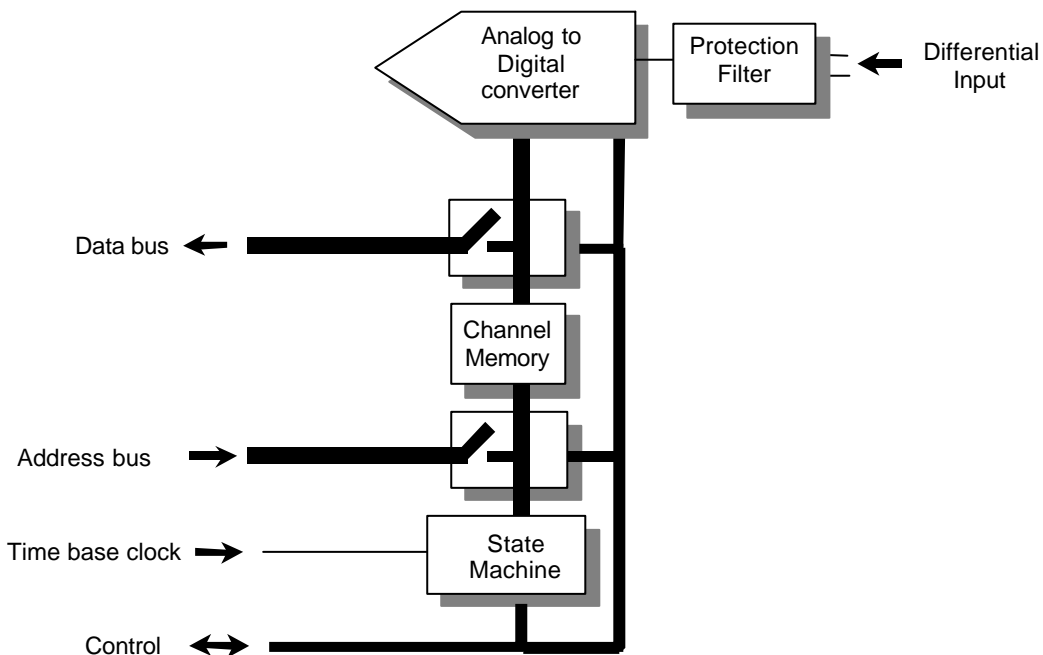 Analog to
Digital
converter
Protection
Filter
Differential
Input
Data bus
Channel
Memory
Address bus
Time base clock
State
Machine
Control